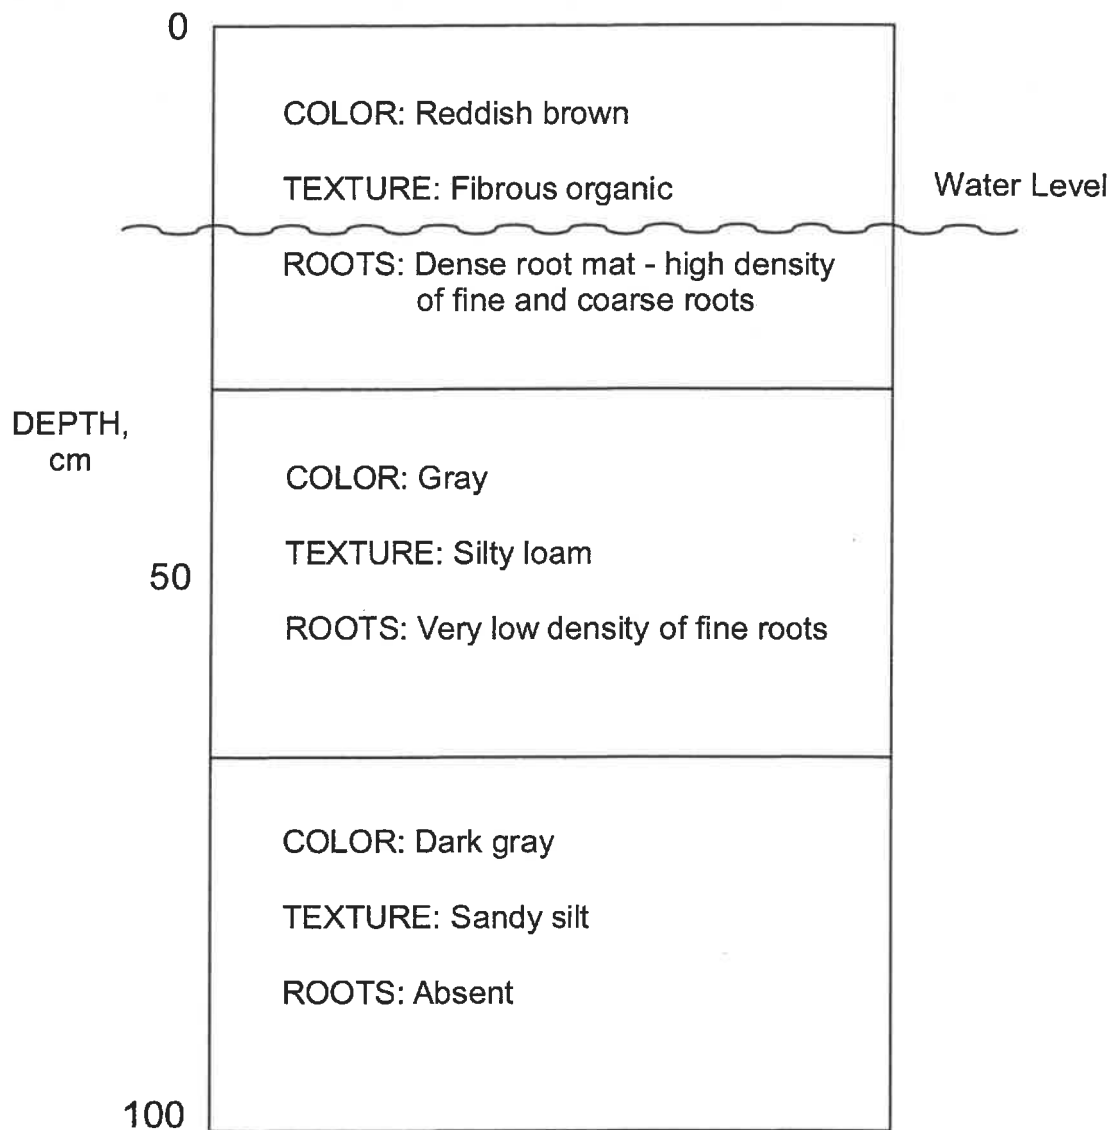 0
COLOR: Reddish brown
TEXTURE: Fibrous organic
Water Level
ROOTS: Dense root mat - high density
of fine and coarse roots
DEPTH,
cm
COLOR: Gray
TEXTURE: Silty loam
50
ROOTS: Very low density of fine roots
COLOR: Dark gray
TEXTURE: Sandy silt
ROOTS: Absent
100